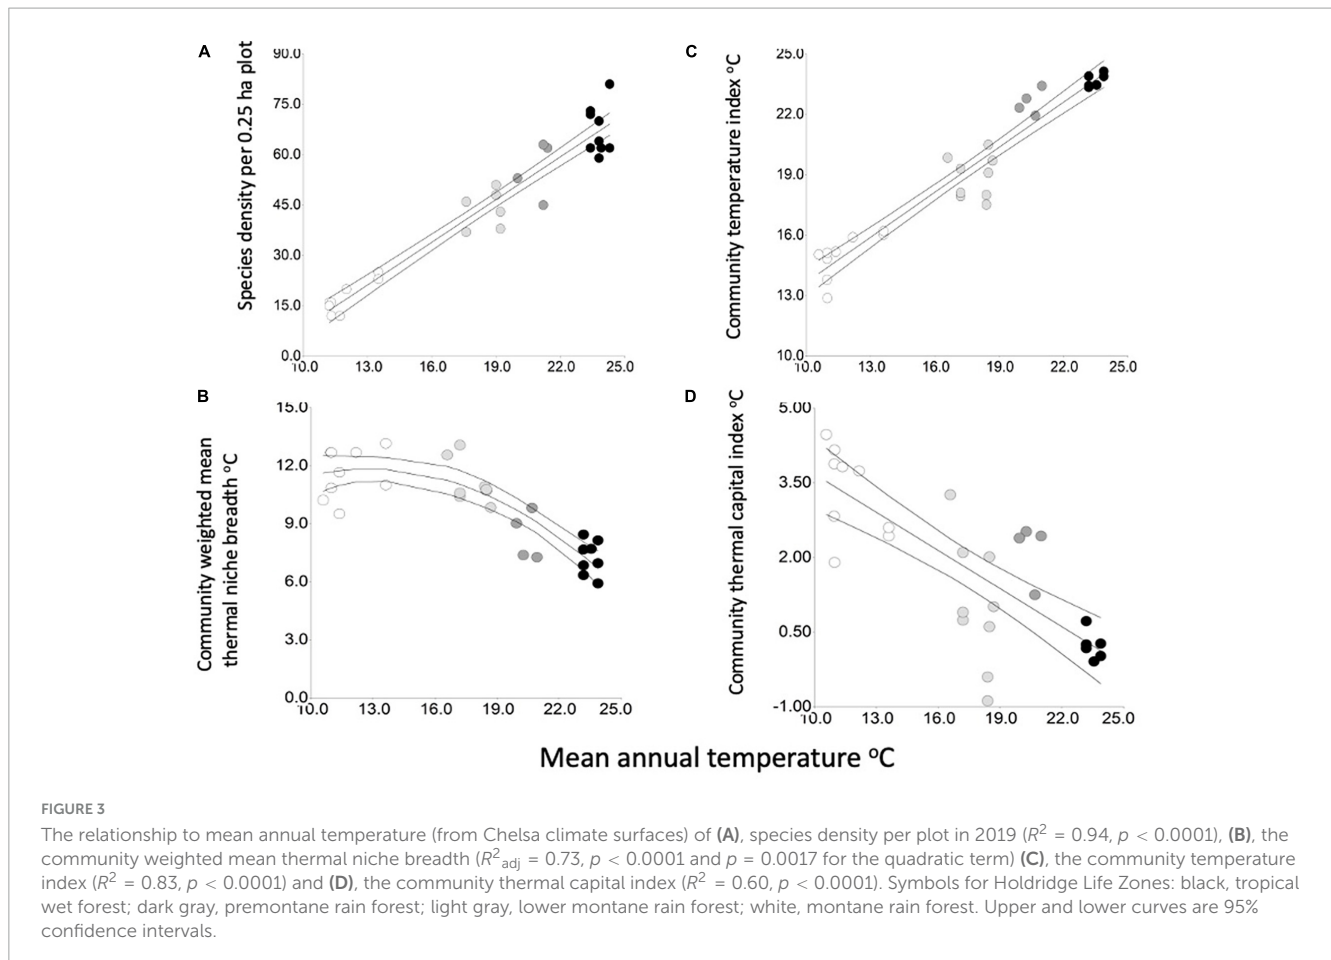 A
Species density per 0.25 ha plot
90.0
75.0
60.0
45.0
30.0
15.0
0.0
10.0 13.0 16.0 19.0 22.0 25.0
C
Community temperature index °C
25.0
22.0
19.0
16.0
13.0
10.0
10.0 13.0 16.0 19.0 22.0 25.0
B
Community weighted mean
thermal niche breadth °C
15.0
12.0
9.0
6.0
3.0
0.0
10.0 13.0 16.0 19.0 22.0 25.0
D
Community thermal capital index °C
5.00
3.50
2.00
0.50
-1.00
10.0 13.0 16.0 19.0 22.0 25.0
Mean annual temperature °C
FIGURE 3
The relationship to mean annual temperature (from Chelsa climate surfaces) of (A), species density per plot in 2019 (R² = 0.94, p < 0.0001), (B), the
community weighted mean thermal niche breadth (R²adj = 0.73, p < 0.0001 and p = 0.0017 for the quadratic term) (C), the community temperature
index (R² = 0.83, p < 0.0001) and (D), the community thermal capital index (R² = 0.60, p < 0.0001). Symbols for Holdridge Life Zones: black, tropical
wet forest; dark gray, premontane rain forest; light gray, lower montane rain forest; white, montane rain forest. Upper and lower curves are 95%
confidence intervals.